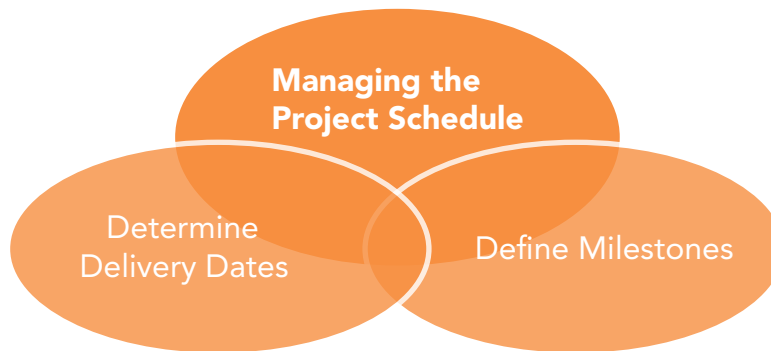 Managing the
Project Schedule
Determine
Delivery Dates
Define Milestones